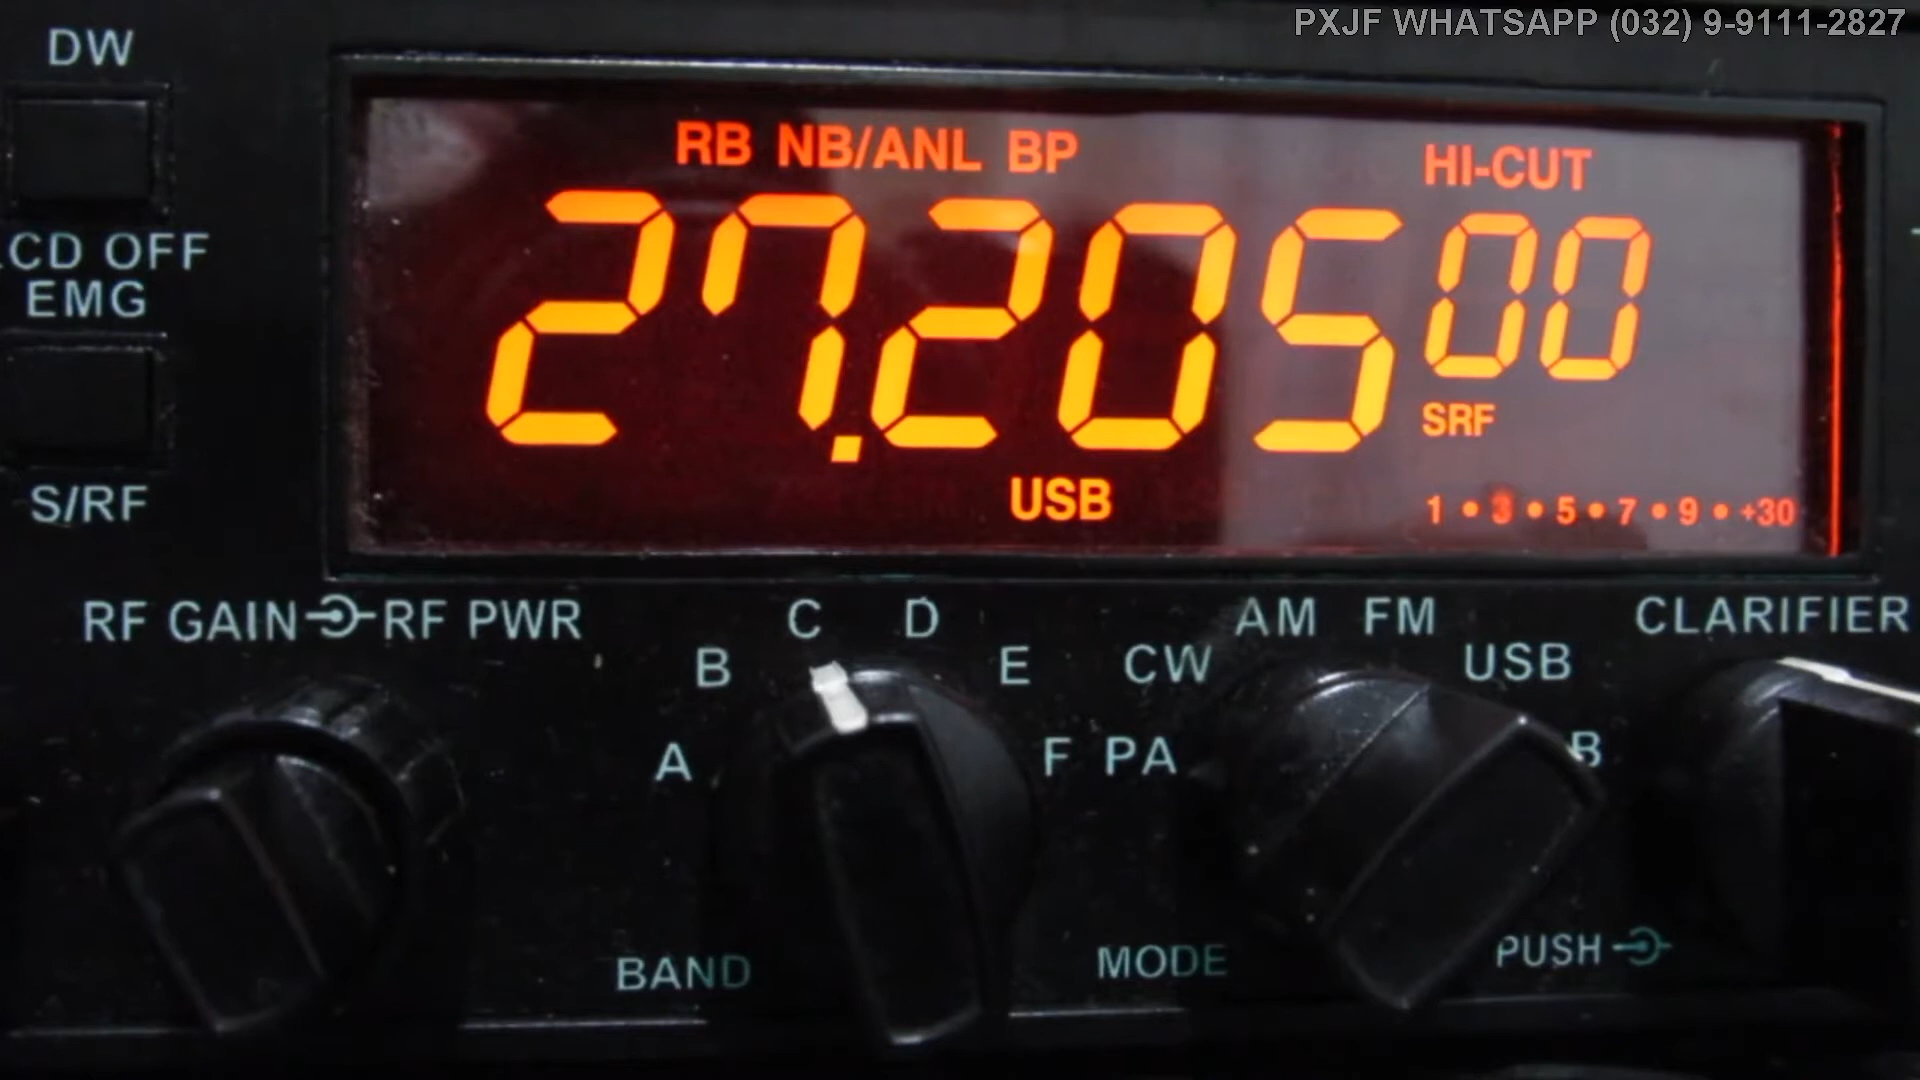 PXJF WHATSAPP (032) 9-9111-2827
DW
RB NB/ANL BP HI-CUT
27.20500
LCD OFF
EMG
SRF
S/RF
USB
1 • 3 • 5 • 7 • 9 • +30
RF GAIN RF PWR
C D
AM FM
CLARIFIER
B E
CW USB
A F
PA B
BAND
MODE
PUSH